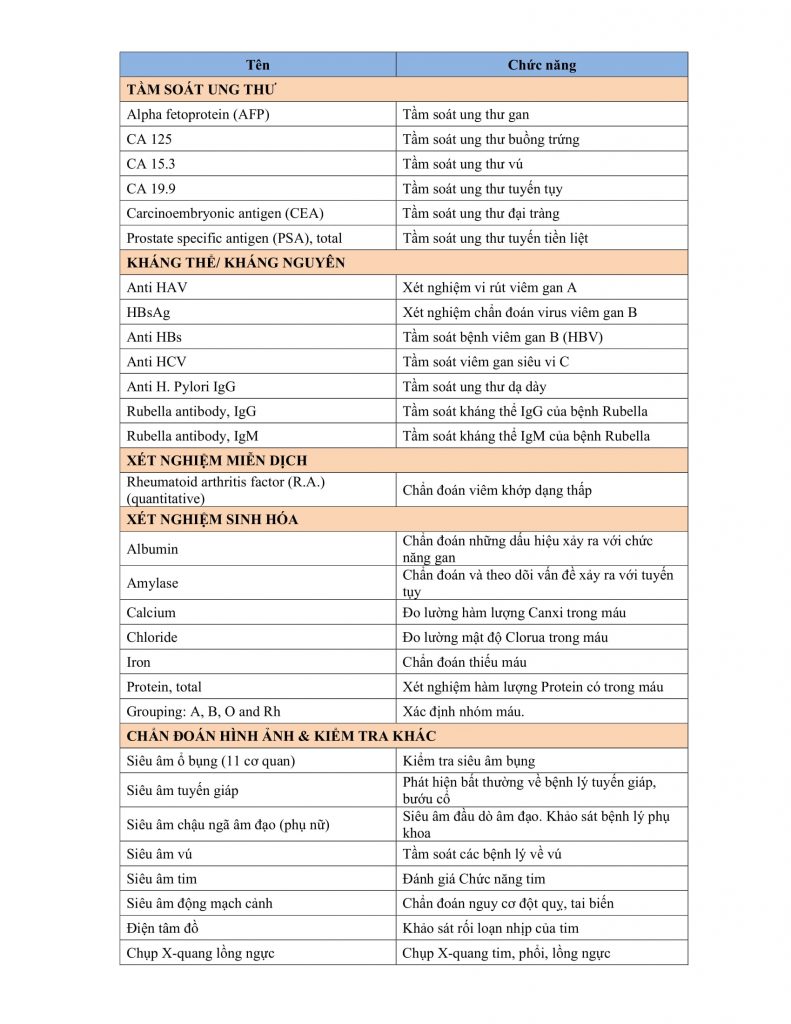 Tên
Chức năng
TẦM SOÁT UNG THƯ
Alpha fetoprotein (AFP)
Tầm soát ung thư gan
CA 125
Tầm soát ung thư buồng trứng
CA 15.3
Tầm soát ung thư vú
CA 19.9
Tầm soát ung thư tuyến tụy
Carcinoembryonic antigen (CEA)
Tầm soát ung thư đại tràng
Prostate specific antigen (PSA), total
Tầm soát ung thư tuyến tiền liệt
KHÁNG THỂ/ KHÁNG NGUYÊN
Anti HAV
Xét nghiệm vi rút viêm gan A
HBsAg
Xét nghiệm chẩn đoán virus viêm gan B
Anti HBs
Tầm soát bệnh viêm gan B (HBV)
Anti HCV
Tầm soát viêm gan siêu vi C
Anti H. Pylori IgG
Tầm soát ung thư dạ dày
Rubella antibody, IgG
Tầm soát kháng thể IgG của bệnh Rubella
Rubella antibody, IgM
Tầm soát kháng thể IgM của bệnh Rubella
XÉT NGHIỆM MIỄN DỊCH
Rheumatoid arthritis factor (R.A.)
(quantitative)
Chẩn đoán viêm khớp dạng thấp
XÉT NGHIỆM SINH HÓA
Albumin
Chẩn đoán những dấu hiệu xảy ra với chức
năng gan
Amylase
Chẩn đoán và theo dõi vấn đề xảy ra với tuyến
tụy
Calcium
Đo lường hàm lượng Canxi trong máu
Chloride
Đo lường mật độ Clorua trong máu
Iron
Chẩn đoán thiếu máu
Protein, total
Xét nghiệm hàm lượng Protein có trong máu
Grouping: A, B, O and Rh
Xác định nhóm máu.
CHẨN ĐOÁN HÌNH ẢNH & KIỂM TRA KHÁC
Siêu âm ổ bụng (11 cơ quan)
Kiểm tra siêu âm bụng
Siêu âm tuyến giáp
Phát hiện bất thường về bệnh lý tuyến giáp,
bướu cổ
Siêu âm chậu ngã âm đạo (phụ nữ)
Siêu âm đầu dò âm đạo. Khảo sát bệnh lý phụ
khoa
Siêu âm vú
Tầm soát các bệnh lý về vú
Siêu âm tim
Đánh giá Chức năng tim
Siêu âm động mạch cảnh
Chẩn đoán nguy cơ đột quỵ, tai biến
Điện tâm đồ
Khảo sát rối loạn nhịp của tim
Chụp X-quang lồng ngực
Chụp X-quang tim, phổi, lồng ngực